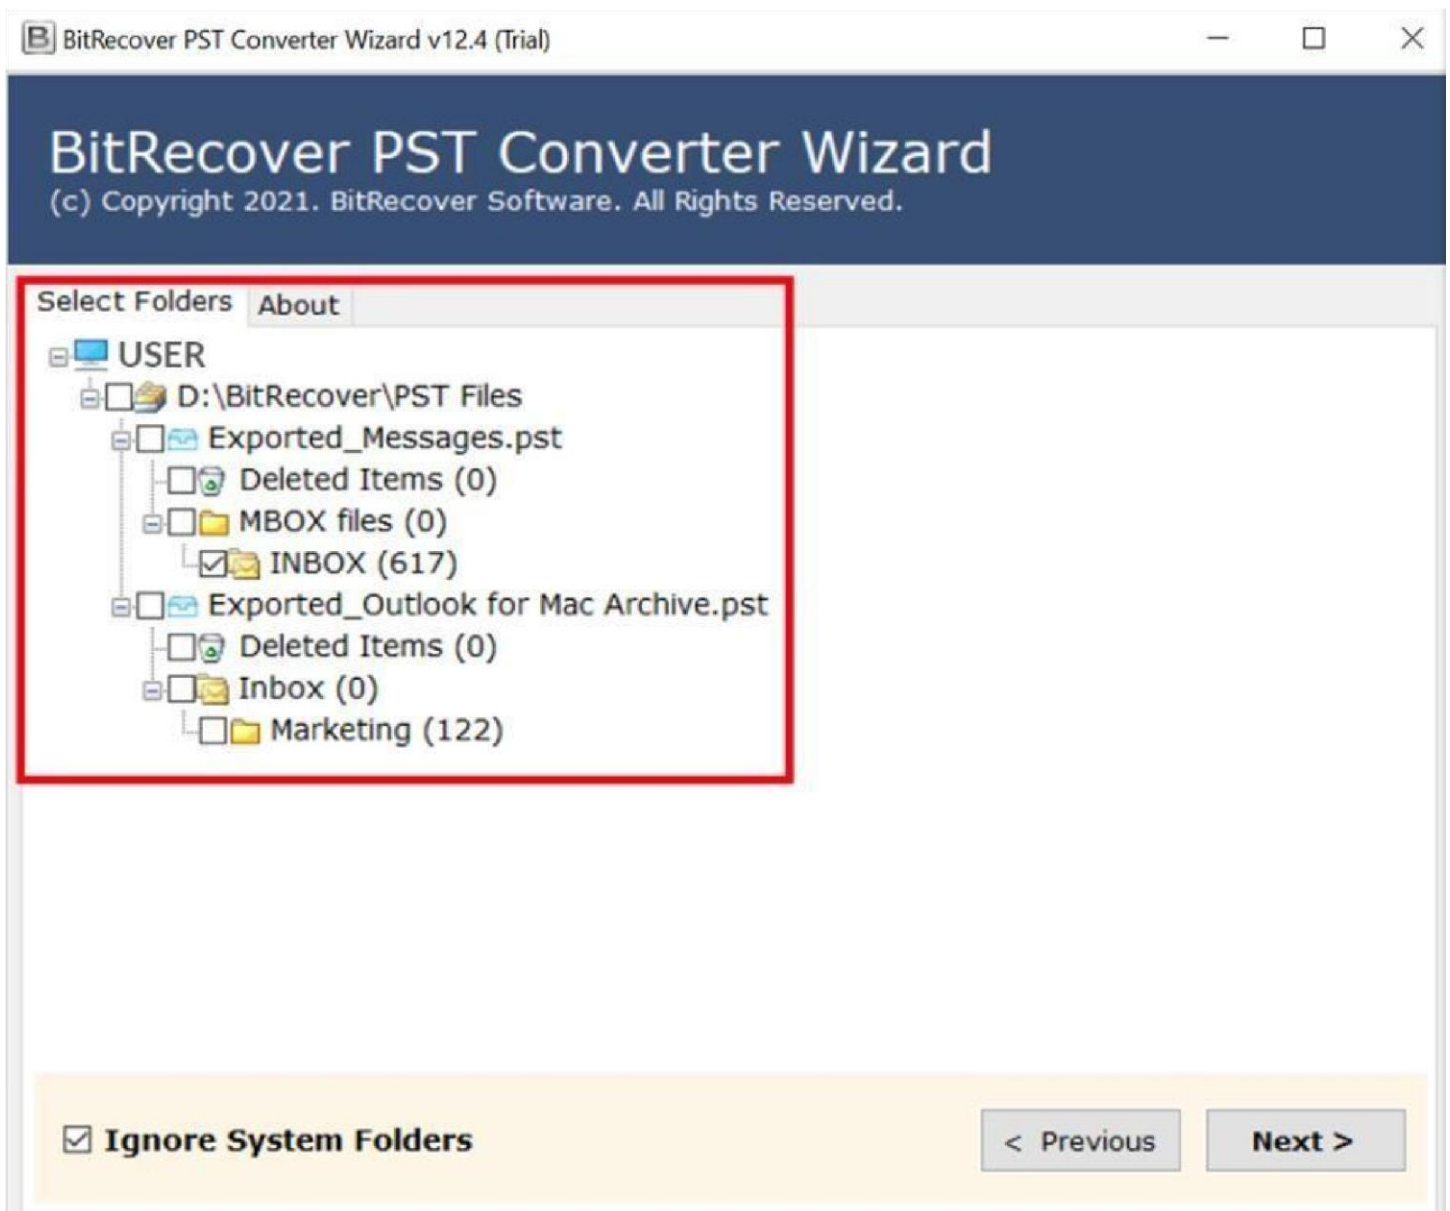 BitRecover PST Converter Wizard v12.4 (Trial)
BitRecover PST Converter Wizard
(c) Copyright 2021. BitRecover Software. All Rights Reserved.
Select Folders About
USER
D:\BitRecover\PST Files
Exported_Messages.pst
Deleted Items (0)
MBOX files (0)
INBOX (617)
Exported_Outlook for Mac Archive.pst
Deleted Items (0)
Inbox (0)
Marketing (122)
Ignore System Folders < Previous Next >